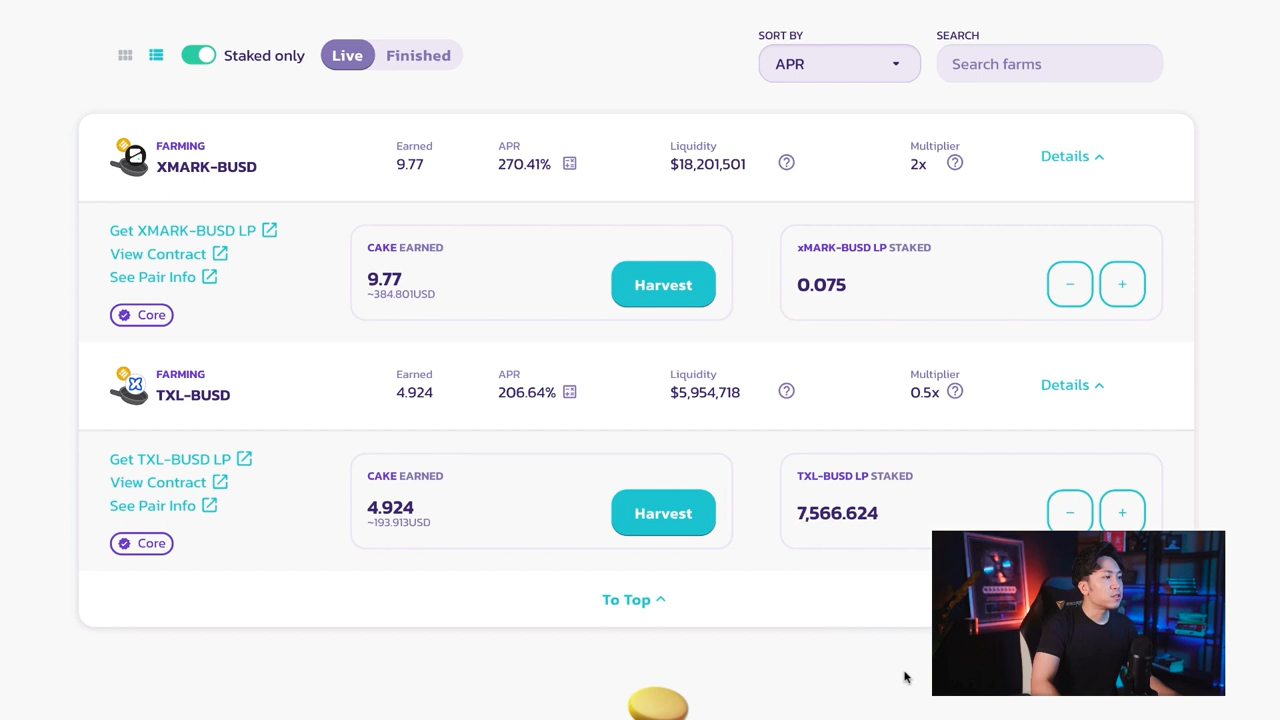 Staked only
Live
Finished
SORT BY
APR
SEARCH
Search farms
FARMING
XMARK-BUSD
Earned
9.77
APR
270.41%
Liquidity
$18,201,501
Multiplier
2x
Details
Get XMARK-BUSD LP
View Contract
See Pair Info
Core
CAKE EARNED
9.77
~384.801USD
Harvest
xMARK-BUSD LP STAKED
0.075
−
+
FARMING
TXL-BUSD
Earned
4.924
APR
206.64%
Liquidity
$5,954,718
Multiplier
0.5x
Details
Get TXL-BUSD LP
View Contract
See Pair Info
Core
CAKE EARNED
4.924
~193.913USD
Harvest
TXL-BUSD LP STAKED
7,566.624
−
+
To Top